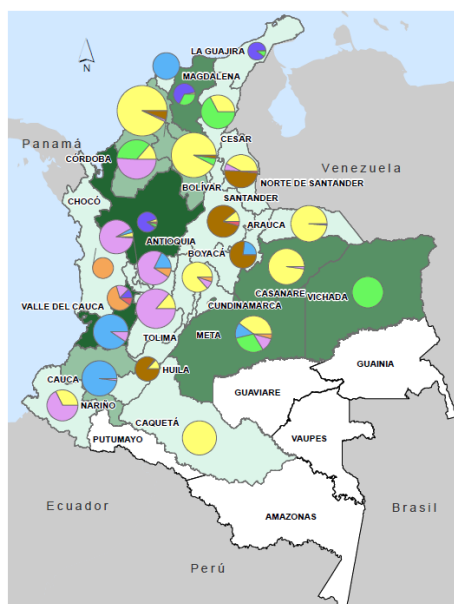 LA GUAJIRA
N
MAGDALENA
Panamá
CESAR
Venezuela
CÓRDOBA
NORTE DE SANTANDER
BOLÍVAR
CHOCÓ
SANTANDER
ARAUCA
ANTIOQUIA
BOYACÁ
CASANARE
VICHADA
VALLE DEL CAUCA
CUNDINAMARCA
TOLIMA
META
GUAINIA
HUILA
CAUCA
GUAVIARE
NARIÑO
CAQUETÁ
PUTUMAYO
VAUPES
Ecuador
Brasil
AMAZONAS
Perú